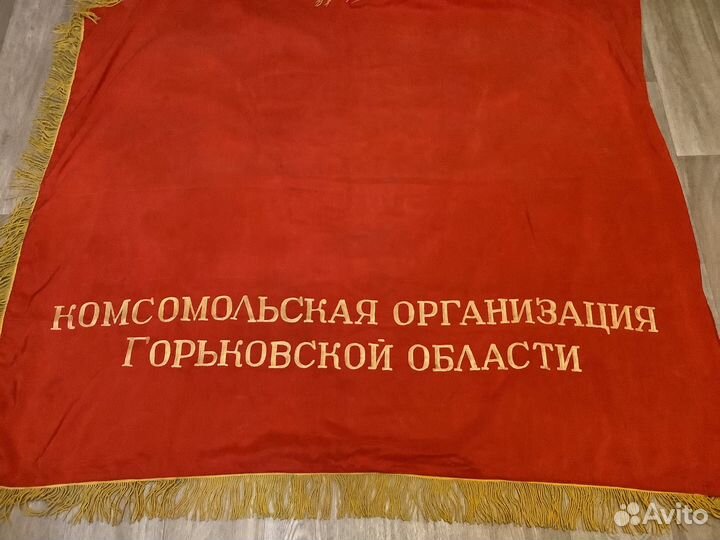 КОМСОМОЛЬСКАЯ ОРГАНИЗАЦИЯ
ГОРЬКОВСКОЙ ОБЛАСТИ
Avito